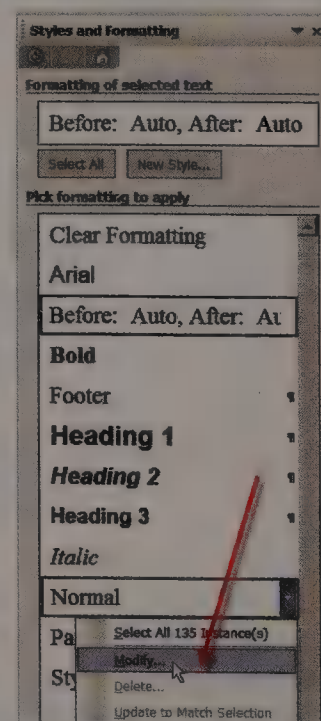 Styles and Formatting
Formatting of selected text
Before: Auto, After: Auto
Select All New Style...
Pick formatting to apply
Clear Formatting
Arial
Before: Auto, After: Au
Bold
Footer ¶
Heading 1 ¶
Heading 2 ¶
Heading 3 ¶
Italic
Normal
Pa
Select All 135 Instance(s)
Modify...
Sty
Delete...
Update to Match Selection